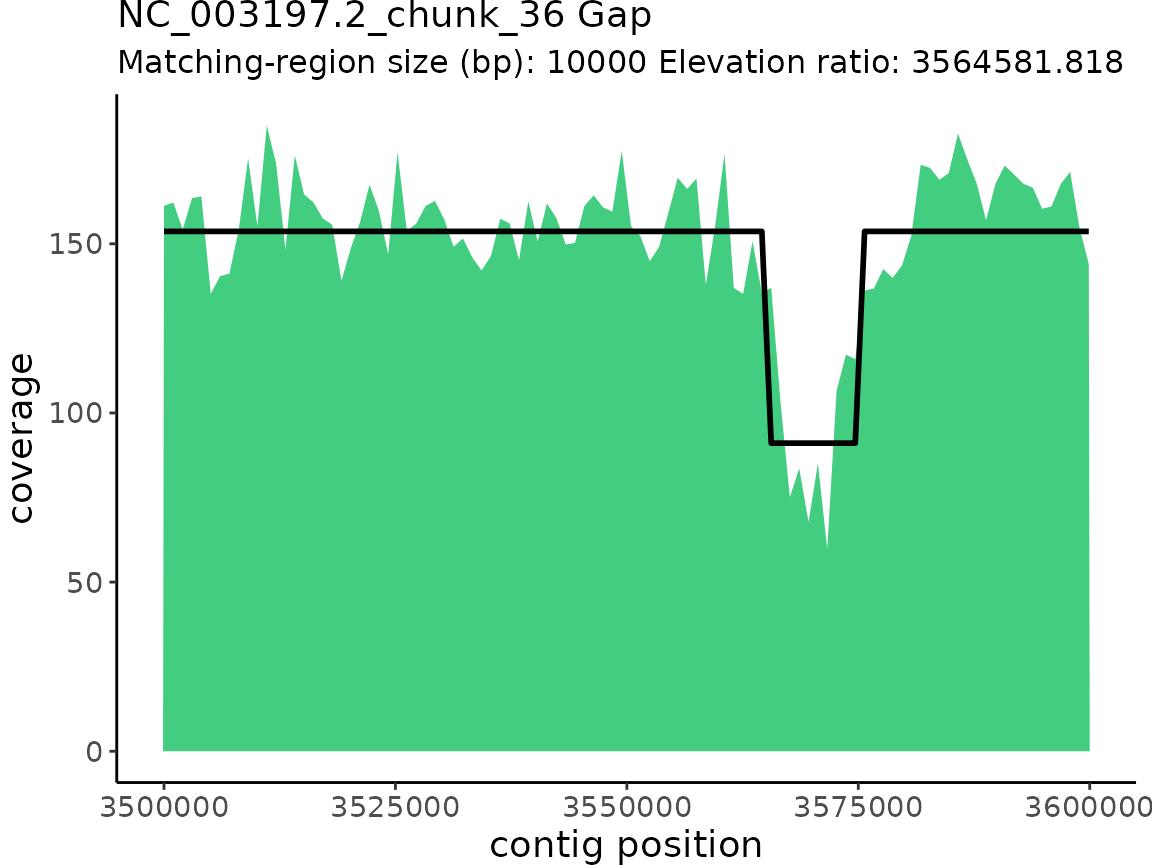 NC_003197.2_chunk_36 Gap
Matching-region size (bp): 10000 Elevation ratio: 3564581.818
coverage
150
100
50
0
3500000 3525000 3550000 3575000 3600000
contig position